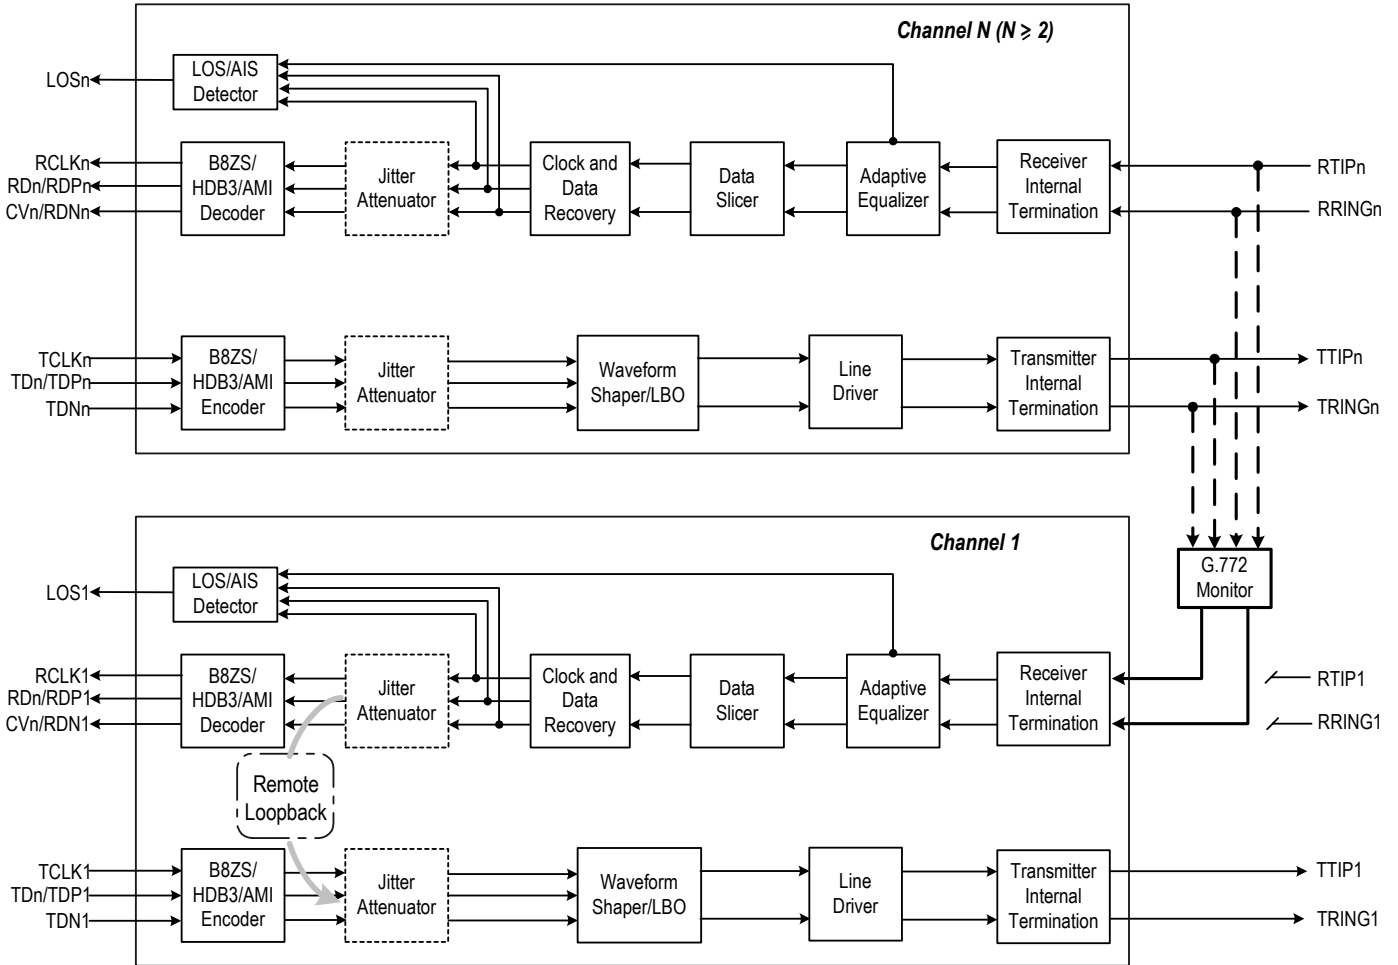 Channel N (N ≥ 2)
LOS/AIS
Detector
LOSn
RCLKn
RDn/RDPn
CVn/RDNn
B8ZS/
HDB3/AMI
Decoder
Jitter
Attenuator
Clock and
Data
Recovery
Data
Slicer
Adaptive
Equalizer
Receiver
Internal
Termination
RTIPn
RRINGn
TCLKn
TDn/TDPn
TDNn
B8ZS/
HDB3/AMI
Encoder
Jitter
Attenuator
Waveform
Shaper/LBO
Line
Driver
Transmitter
Internal
Termination
TTIPn
TRINGn
Channel 1
G.772
Monitor
LOS/AIS
Detector
LOS1
RCLK1
RDn/RDP1
CVn/RDN1
B8ZS/
HDB3/AMI
Decoder
Jitter
Attenuator
Clock and
Data
Recovery
Data
Slicer
Adaptive
Equalizer
Receiver
Internal
Termination
RTIP1
RRING1
Remote
Loopback
TCLK1
TDn/TDP1
TDN1
B8ZS/
HDB3/AMI
Encoder
Jitter
Attenuator
Waveform
Shaper/LBO
Line
Driver
Transmitter
Internal
Termination
TTIP1
TRING1